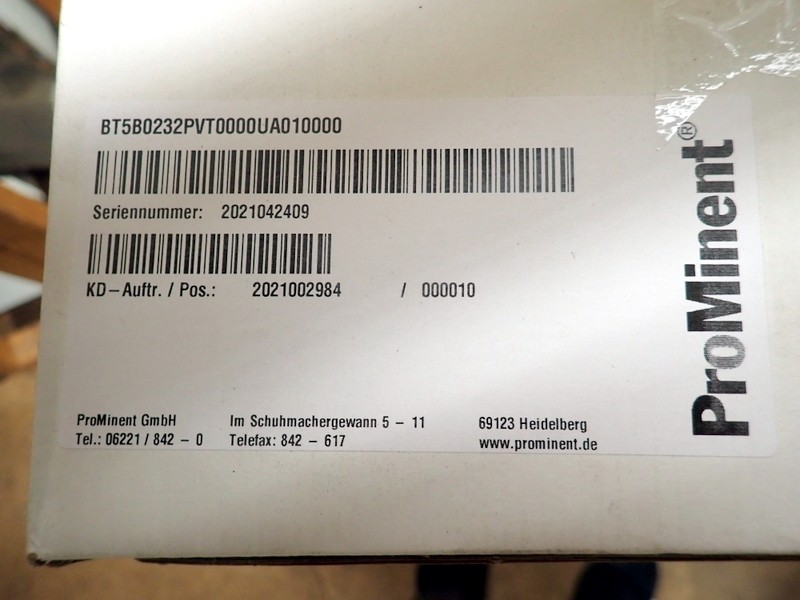 BT5B0232PVT0000UA010000
Seriennummer: 2021042409
KD-Auftr. / Pos.: 2021002984 / 000010
ProMinent GmbH Im Schuhmachergewann 5 - 11 69123 Heidelberg
Tel.: 06221 / 842 - 0 Telefax: 842 - 617 www.prominent.de
ProMinent®